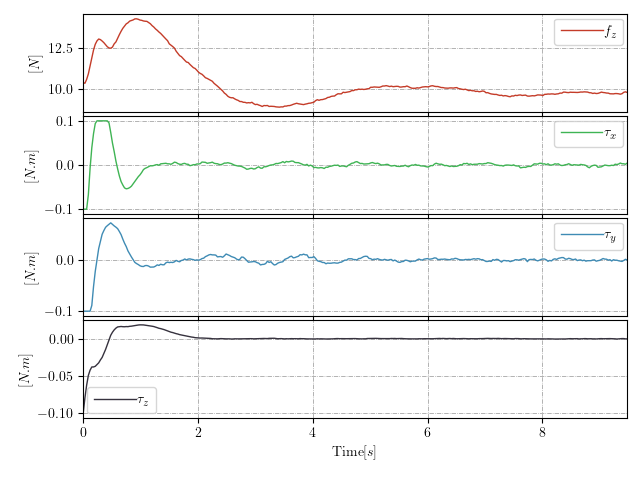 [N]
12.5
10.0
f_z
[N.m]
0.1
0.0
−0.1
τ_x
[N.m]
0.0
−0.1
τ_y
[N.m]
0.00
−0.05
−0.10
τ_z
0 2 4 6 8
Time[s]